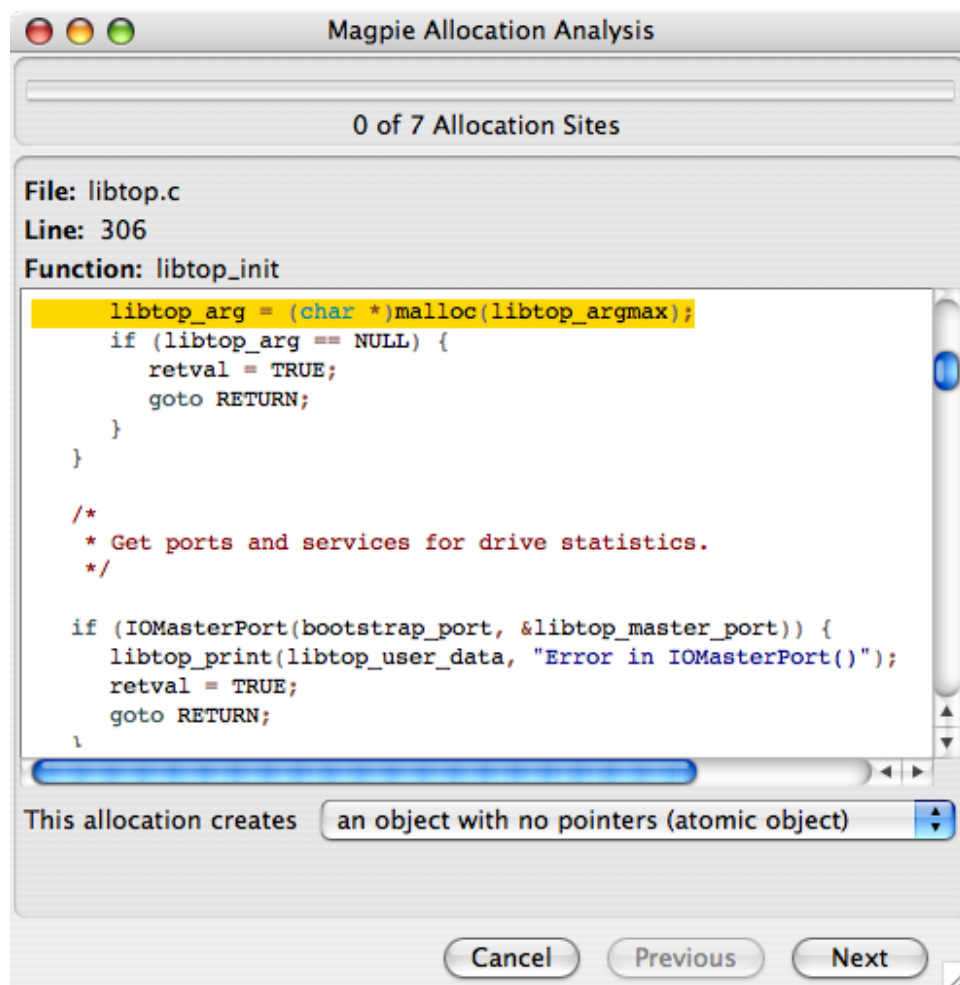 Magpie Allocation Analysis
0 of 7 Allocation Sites
File: libtop.c
Line: 306
Function: libtop_init
libtop_arg = (char *)malloc(libtop_argmax);
if (libtop_arg == NULL) {
retval = TRUE;
goto RETURN;
}
}
/*
* Get ports and services for drive statistics.
*/
if (IOMasterPort(bootstrap_port, &libtop_master_port)) {
libtop_print(libtop_user_data, "Error in IOMasterPort()");
retval = TRUE;
goto RETURN;
}
This allocation creates an object with no pointers (atomic object)
Cancel Previous Next